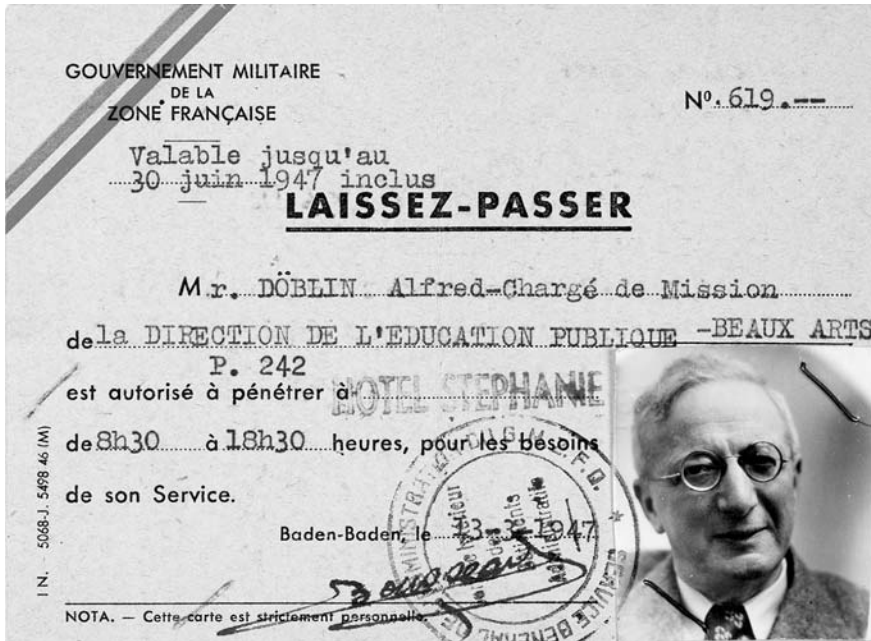 GOUVERNEMENT MILITAIRE
DE LA
ZONE FRANÇAISE
Nº. 619.--
Valable jusqu'au
30 juin 1947 inclus
LAISSEZ-PASSER
Mr. DÖBLIN Alfred-Chargé de Mission
de la DIRECTION DE L'EDUCATION PUBLIQUE -BEAUX ARTS
P. 242
est autorisé à pénétrer à HOTEL STEPHANIE
de 8h30 à 18h30 heures, pour les besoins
de son Service.
Baden-Baden, le 13-3-1947
NOTA. — Cette carte est strictement personnelle.
I N. 5068-J. 5498 46 (M)